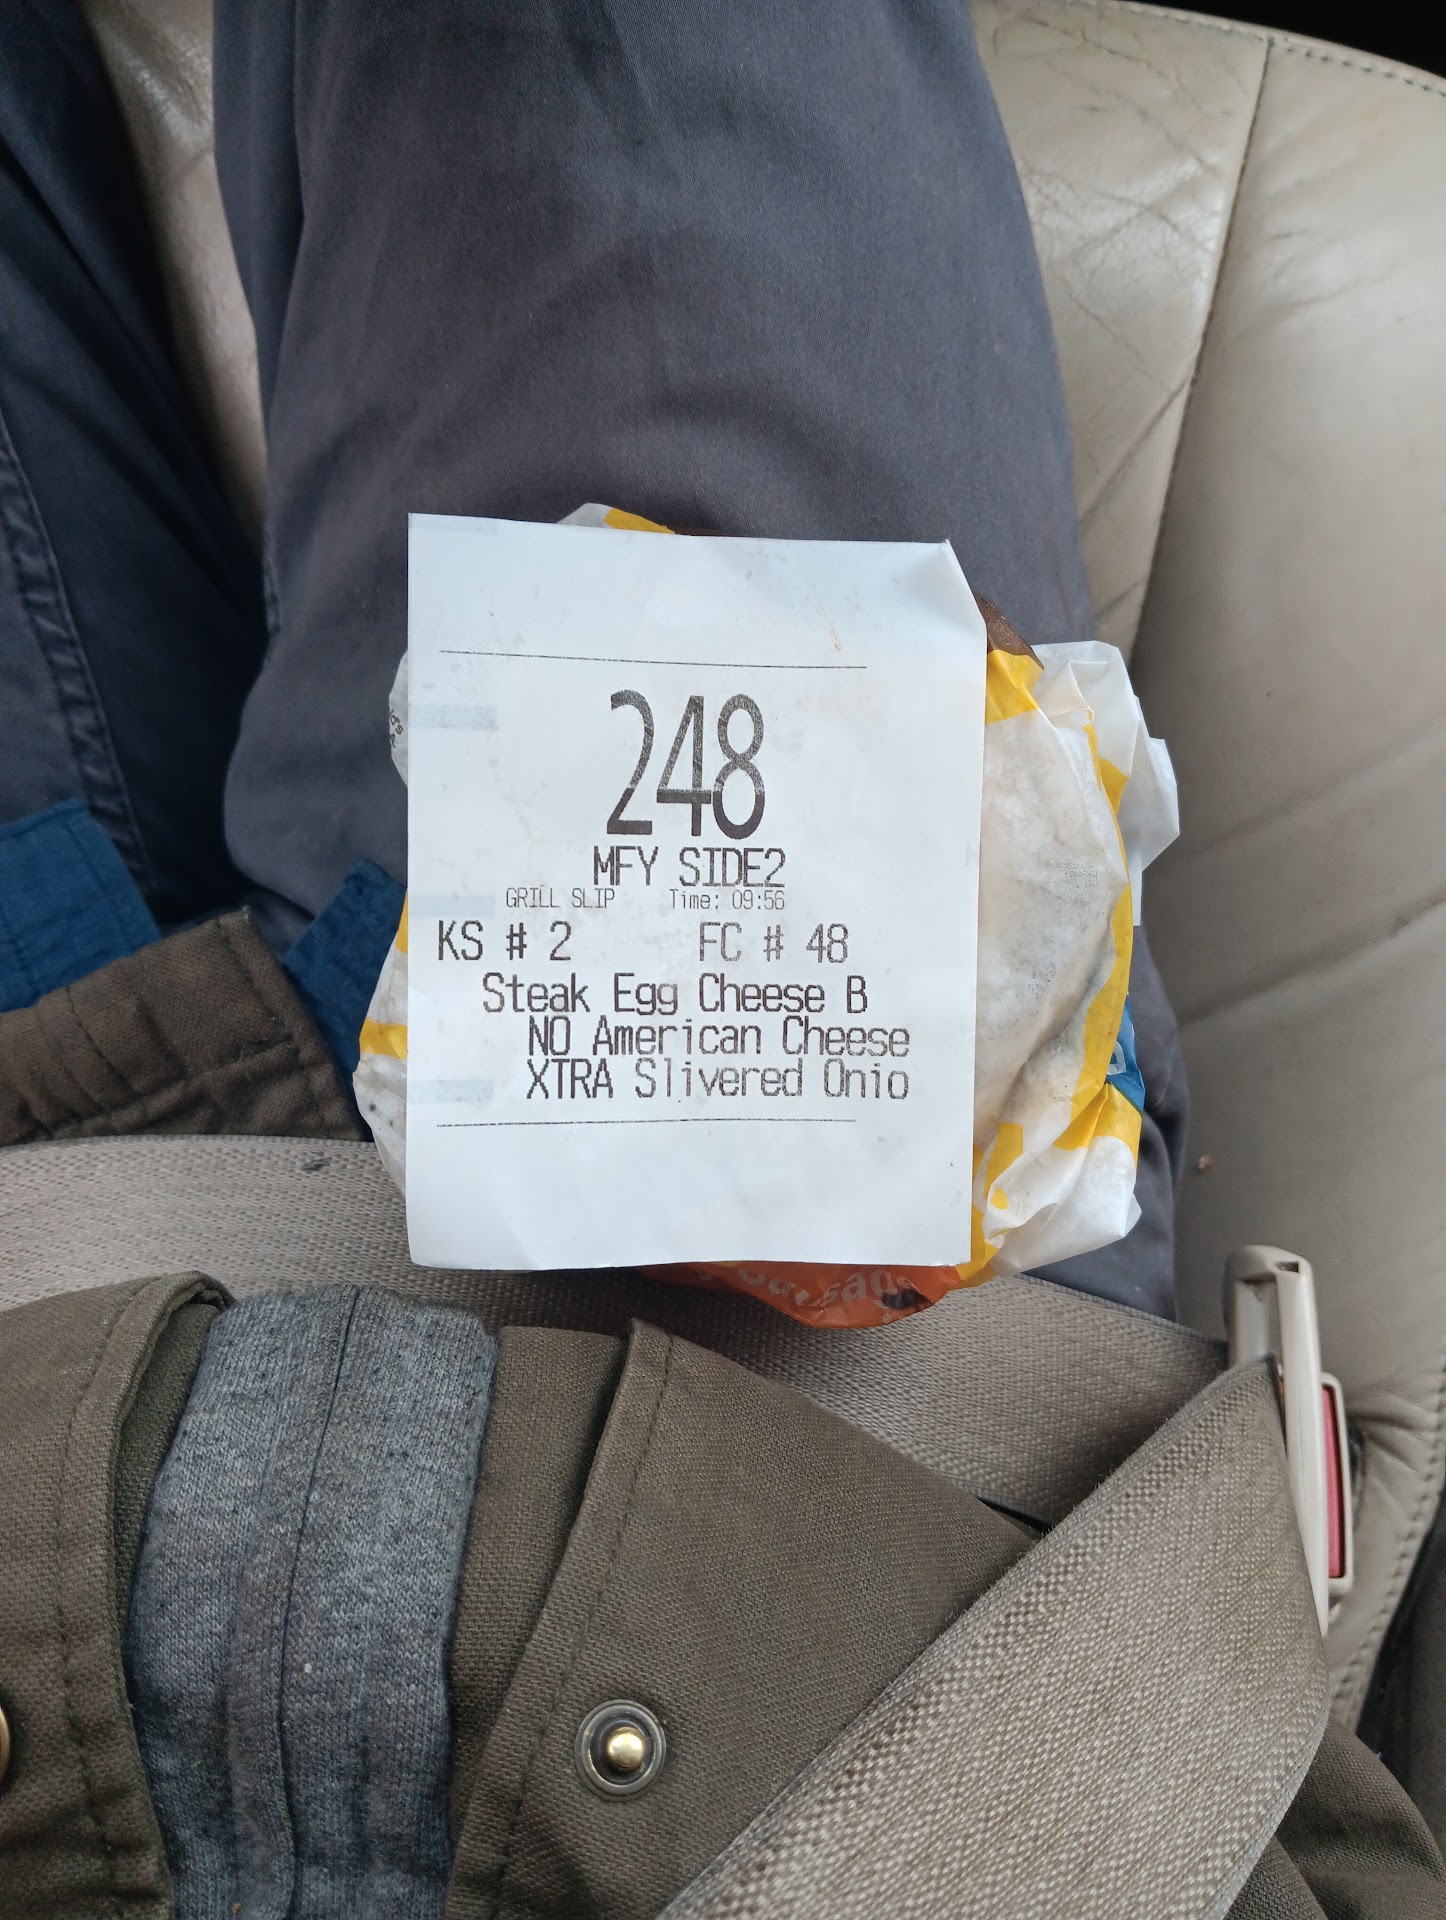 248
MFY SIDE2
GRILL SLIP Time: 09:56
KS # 2 FC # 48
Steak Egg Cheese B
NO American Cheese
XTRA Slivered Onio